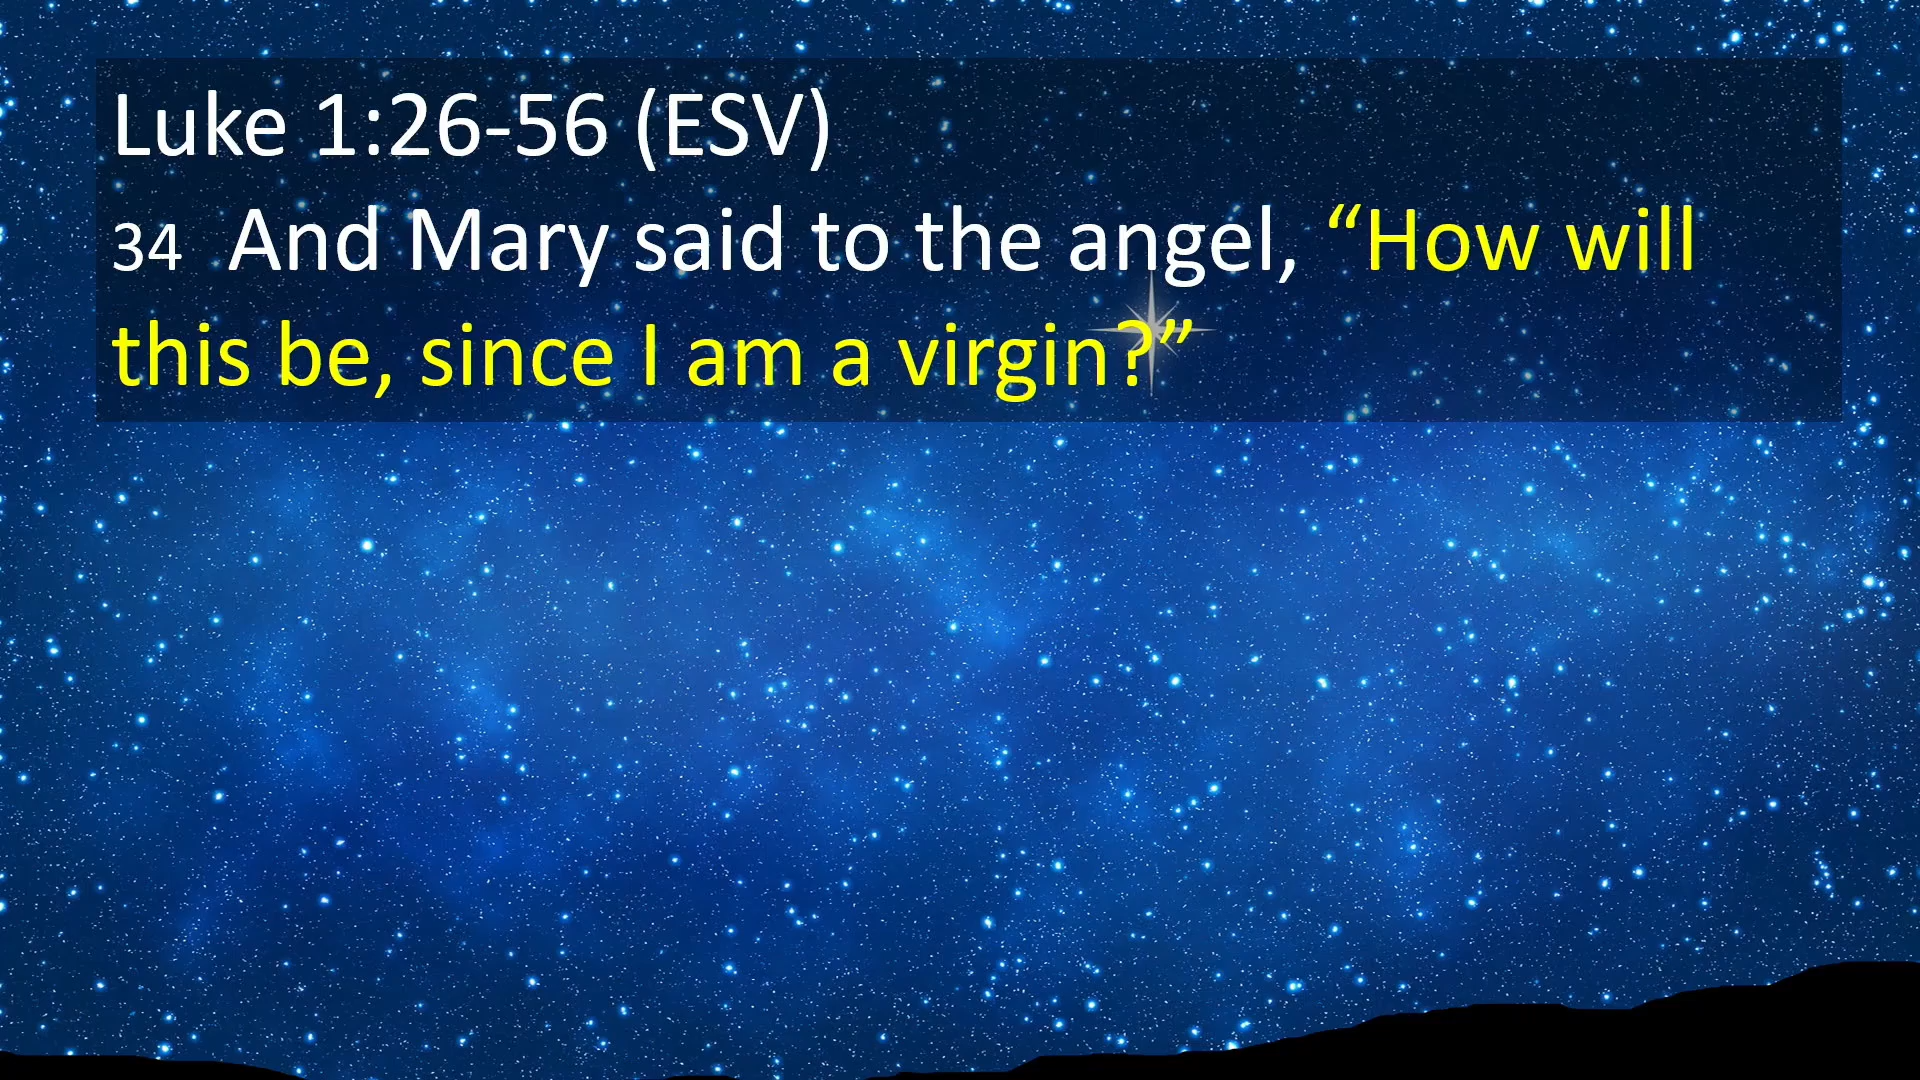 Luke 1:26-56 (ESV)
34 And Mary said to the angel, “How will
this be, since I am a virgin?”